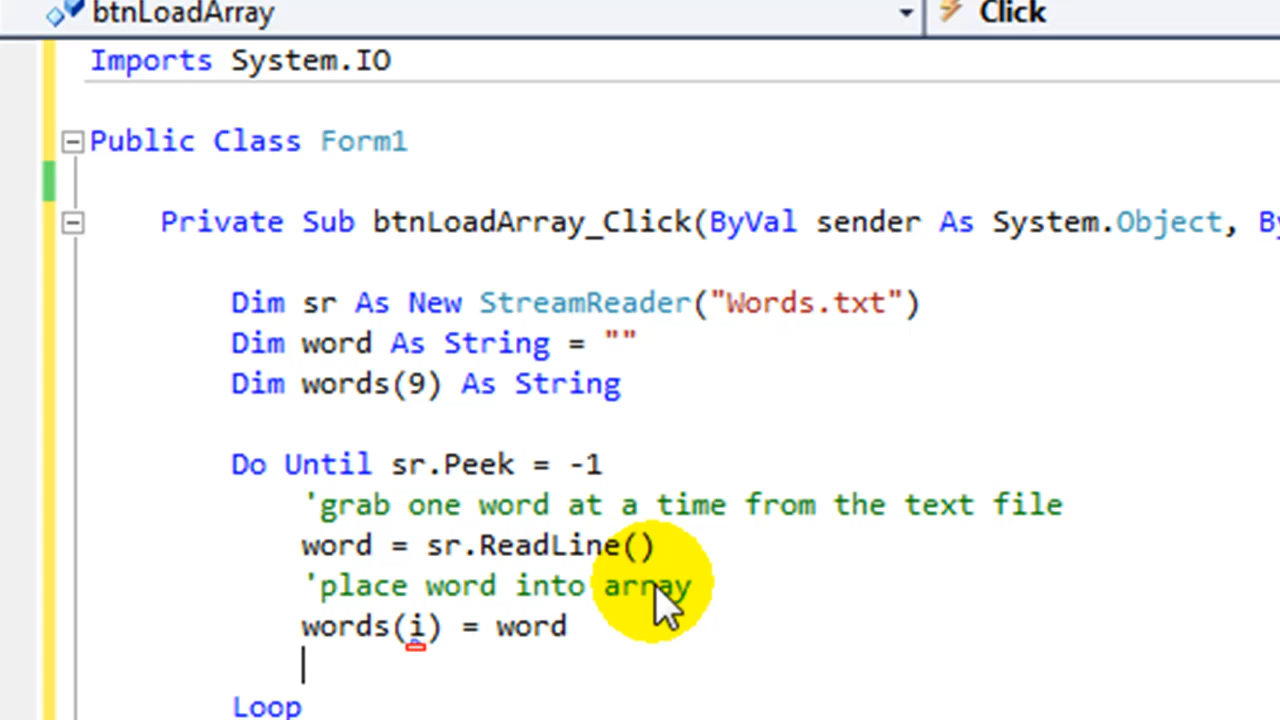 btnLoadArray Click
Imports System.IO
Public Class Form1
Private Sub btnLoadArray_Click(ByVal sender As System.Object, By
Dim sr As New StreamReader("Words.txt")
Dim word As String = ""
Dim words(9) As String
Do Until sr.Peek = -1
'grab one word at a time from the text file
word = sr.ReadLine()
'place word into array
words(i) = word
Loop